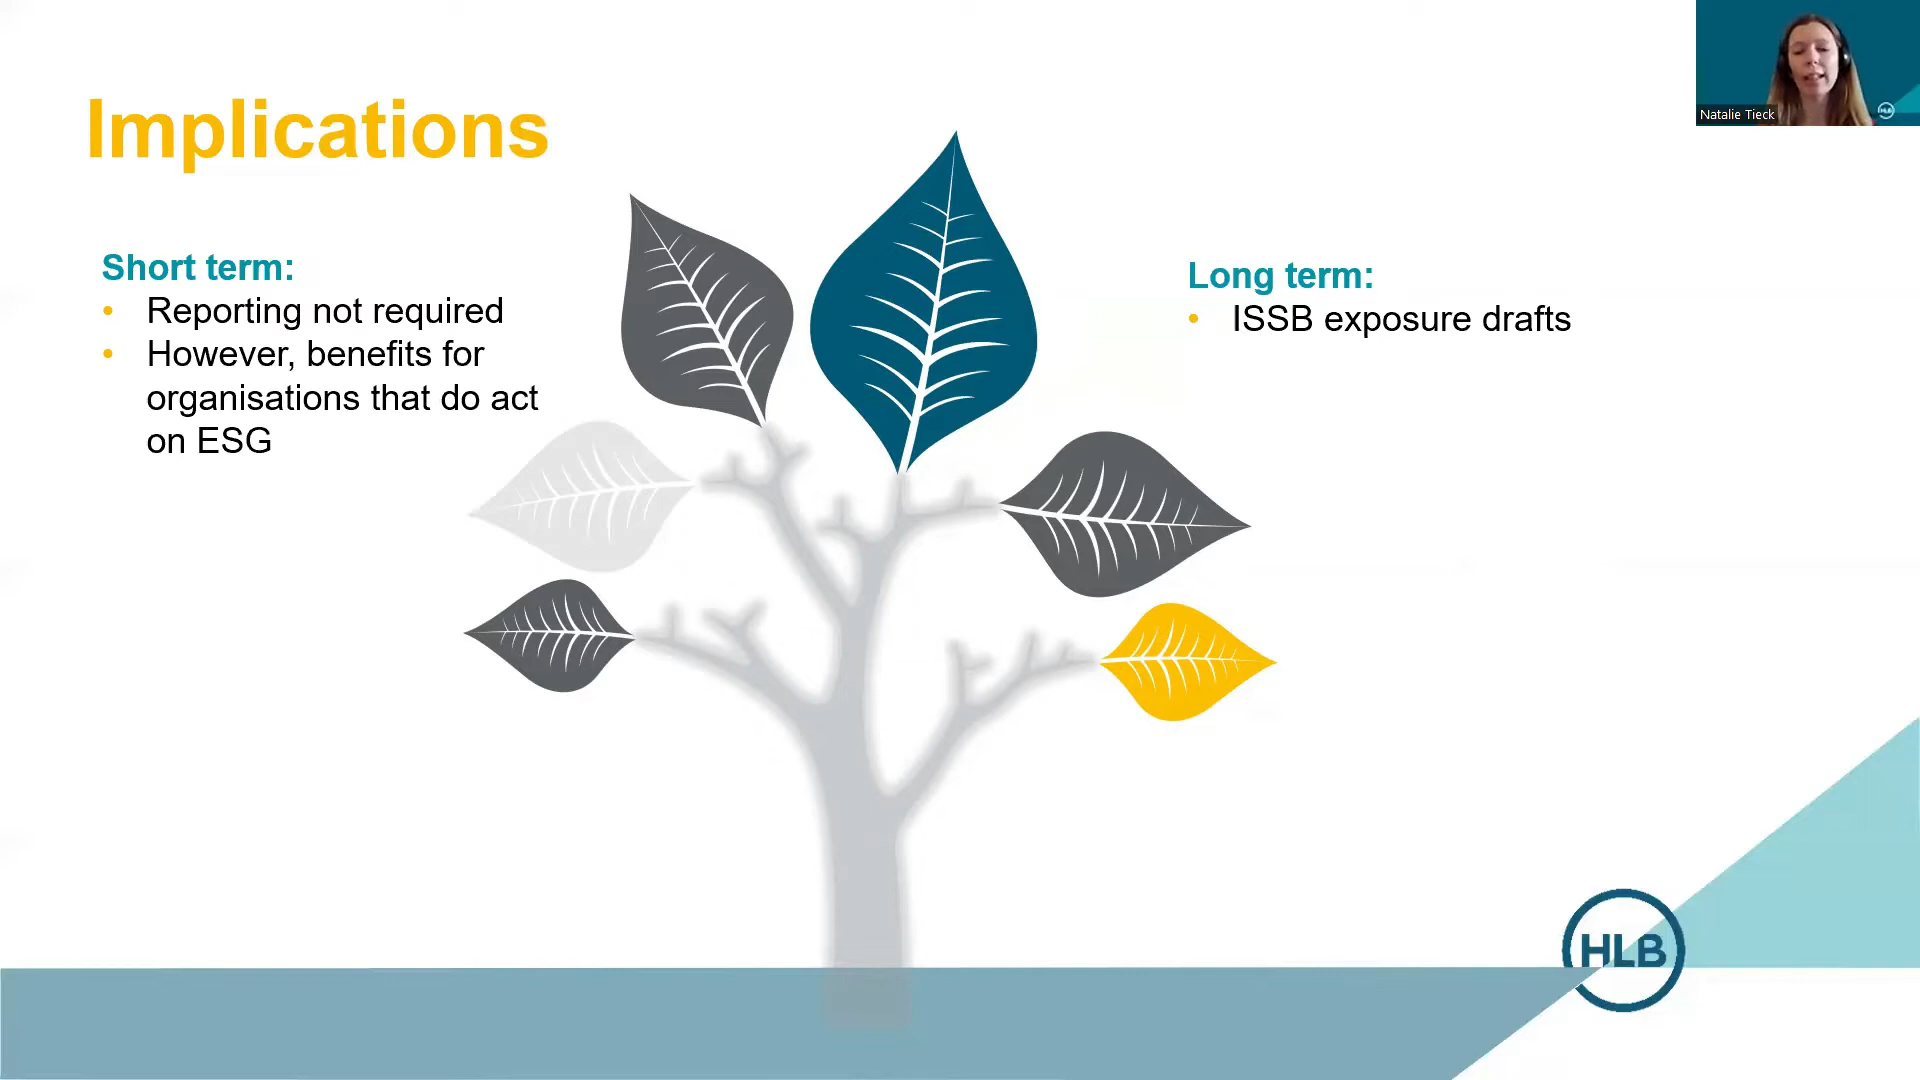 Natalie Tieck
Implications
Short term:
• Reporting not required
• However, benefits for
organisations that do act
on ESG
Long term:
• ISSB exposure drafts
HLB